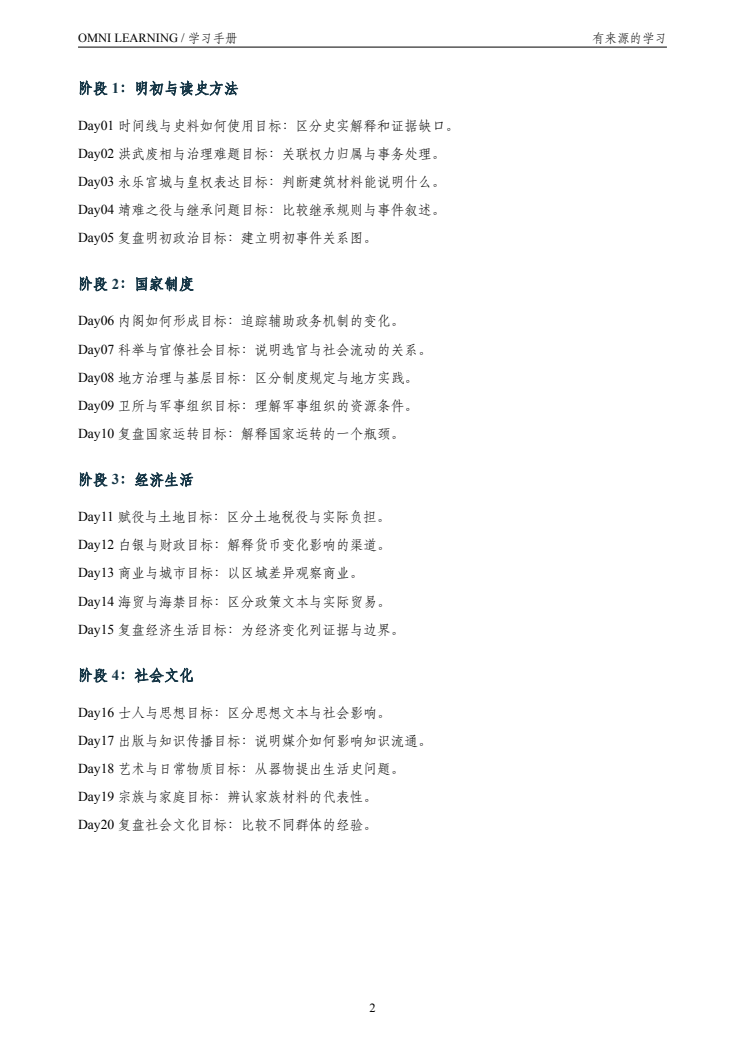 OMNI LEARNING / 学习手册 有来源的学习
阶段 1：明初与读史方法
Day01 时间线与史料如何使用目标：区分史实解释和证据缺口。
Day02 洪武废相与治理难题目标：关联权力归属与事务处理。
Day03 永乐宫城与皇权表达目标：判断建筑材料能说明什么。
Day04 靖难之役与继承问题目标：比较继承规则与事件叙述。
Day05 复盘明初政治目标：建立明初事件关系图。
阶段 2：国家制度
Day06 内阁如何形成目标：追踪辅助政务机制的变化。
Day07 科举与官僚社会目标：说明选官与社会流动的关系。
Day08 地方治理与基层目标：区分制度规定与地方实践。
Day09 卫所与军事组织目标：理解军事组织的资源条件。
Day10 复盘国家运转目标：解释国家运转的一个瓶颈。
阶段 3：经济生活
Day11 赋役与土地目标：区分土地税役与实际负担。
Day12 白银与财政目标：解释货币变化影响的渠道。
Day13 商业与城市目标：以区域差异观察商业。
Day14 海贸与海禁目标：区分政策文本与实际贸易。
Day15 复盘经济生活目标：为经济变化列证据与边界。
阶段 4：社会文化
Day16 士人与思想目标：区分思想文本与社会影响。
Day17 出版与知识传播目标：说明媒介如何影响知识流通。
Day18 艺术与日常物质目标：从器物提出生活史问题。
Day19 宗族与家庭目标：辨认家族材料的代表性。
Day20 复盘社会文化目标：比较不同群体的经验。
2